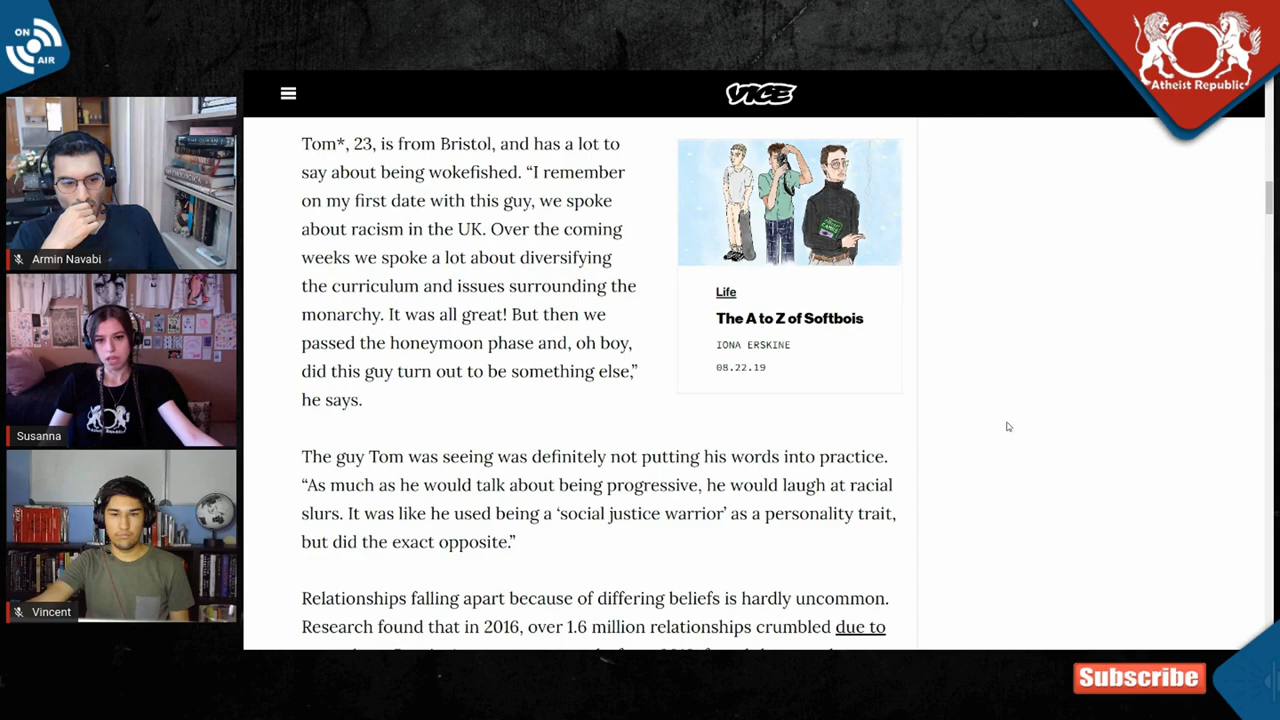 ON
AIR
Atheist Republic
VICE
Armin Navabi
Susanna
Vincent
Tom*, 23, is from Bristol, and has a lot to
say about being wokefished. “I remember
on my first date with this guy, we spoke
about racism in the UK. Over the coming
weeks we spoke a lot about diversifying
the curriculum and issues surrounding the
monarchy. It was all great! But then we
passed the honeymoon phase and, oh boy,
did this guy turn out to be something else,”
he says.
Life
The A to Z of Softbois
IONA ERSKINE
08.22.19
The guy Tom was seeing was definitely not putting his words into practice.
“As much as he would talk about being progressive, he would laugh at racial
slurs. It was like he used being a ‘social justice warrior’ as a personality trait,
but did the exact opposite.”
Relationships falling apart because of differing beliefs is hardly uncommon.
Research found that in 2016, over 1.6 million relationships crumbled due to
Subscribe